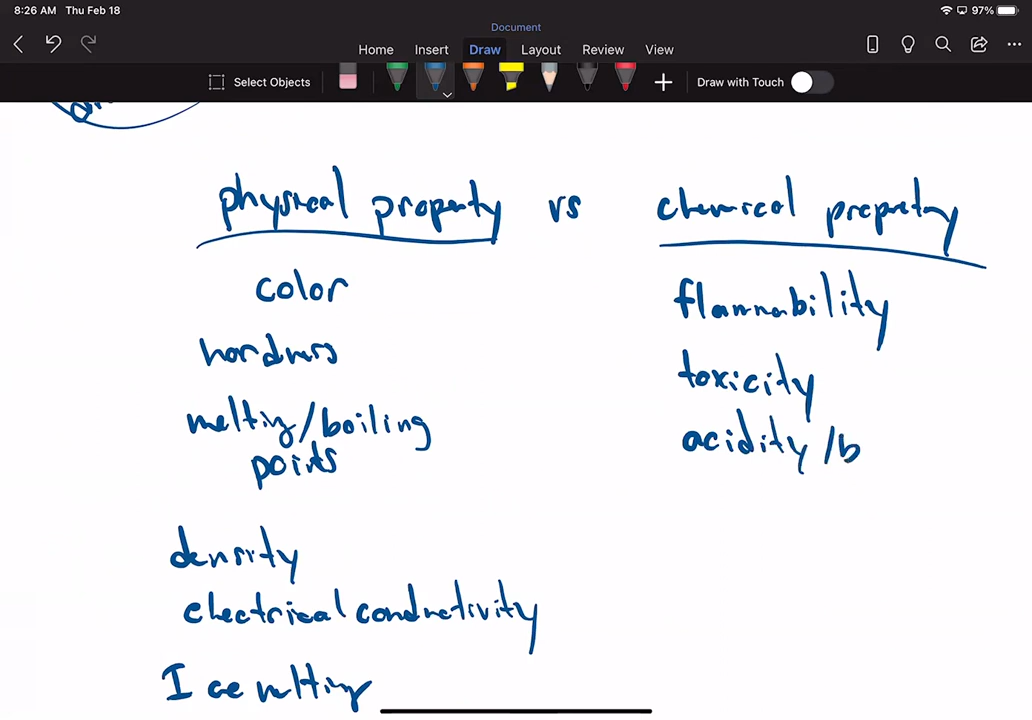 8:26 AM Thu Feb 18
97%
Document
Home Insert Draw Layout Review View
Select Objects
Draw with Touch
physical property vs chemical propretary
color
flammability
hardness
toxicity
melting/boiling
acidity /b
points
density
electrical conductivity
Ice melting